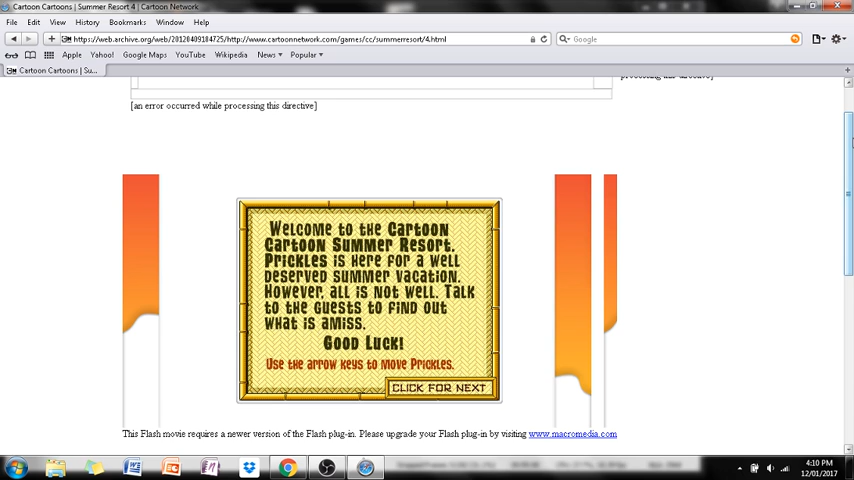 Cartoon Cartoons | Summer Resort 4 | Cartoon Network
File Edit View History Bookmarks Window Help
https://web.archive.org/web/20120409104725/http://www.cartoonnetwork.com/games/cc/summerresort/4.html
Google
Apple Yahoo! Google Maps YouTube Wikipedia News Popular
Cartoon Cartoons | Su...
processing this directive]
[an error occurred while processing this directive]
Welcome to the Cartoon
Cartoon Summer Resort.
Prickles is here for a well
deserved summer vacation.
However, all is not well. Talk
to the guests to find out
what is amiss.
Good Luck!
Use the arrow keys to move Prickles.
CLICK FOR NEXT
This Flash movie requires a newer version of the Flash plug-in. Please upgrade your Flash plug-in by visiting www.macromedia.com
4:10 PM
12/01/2017